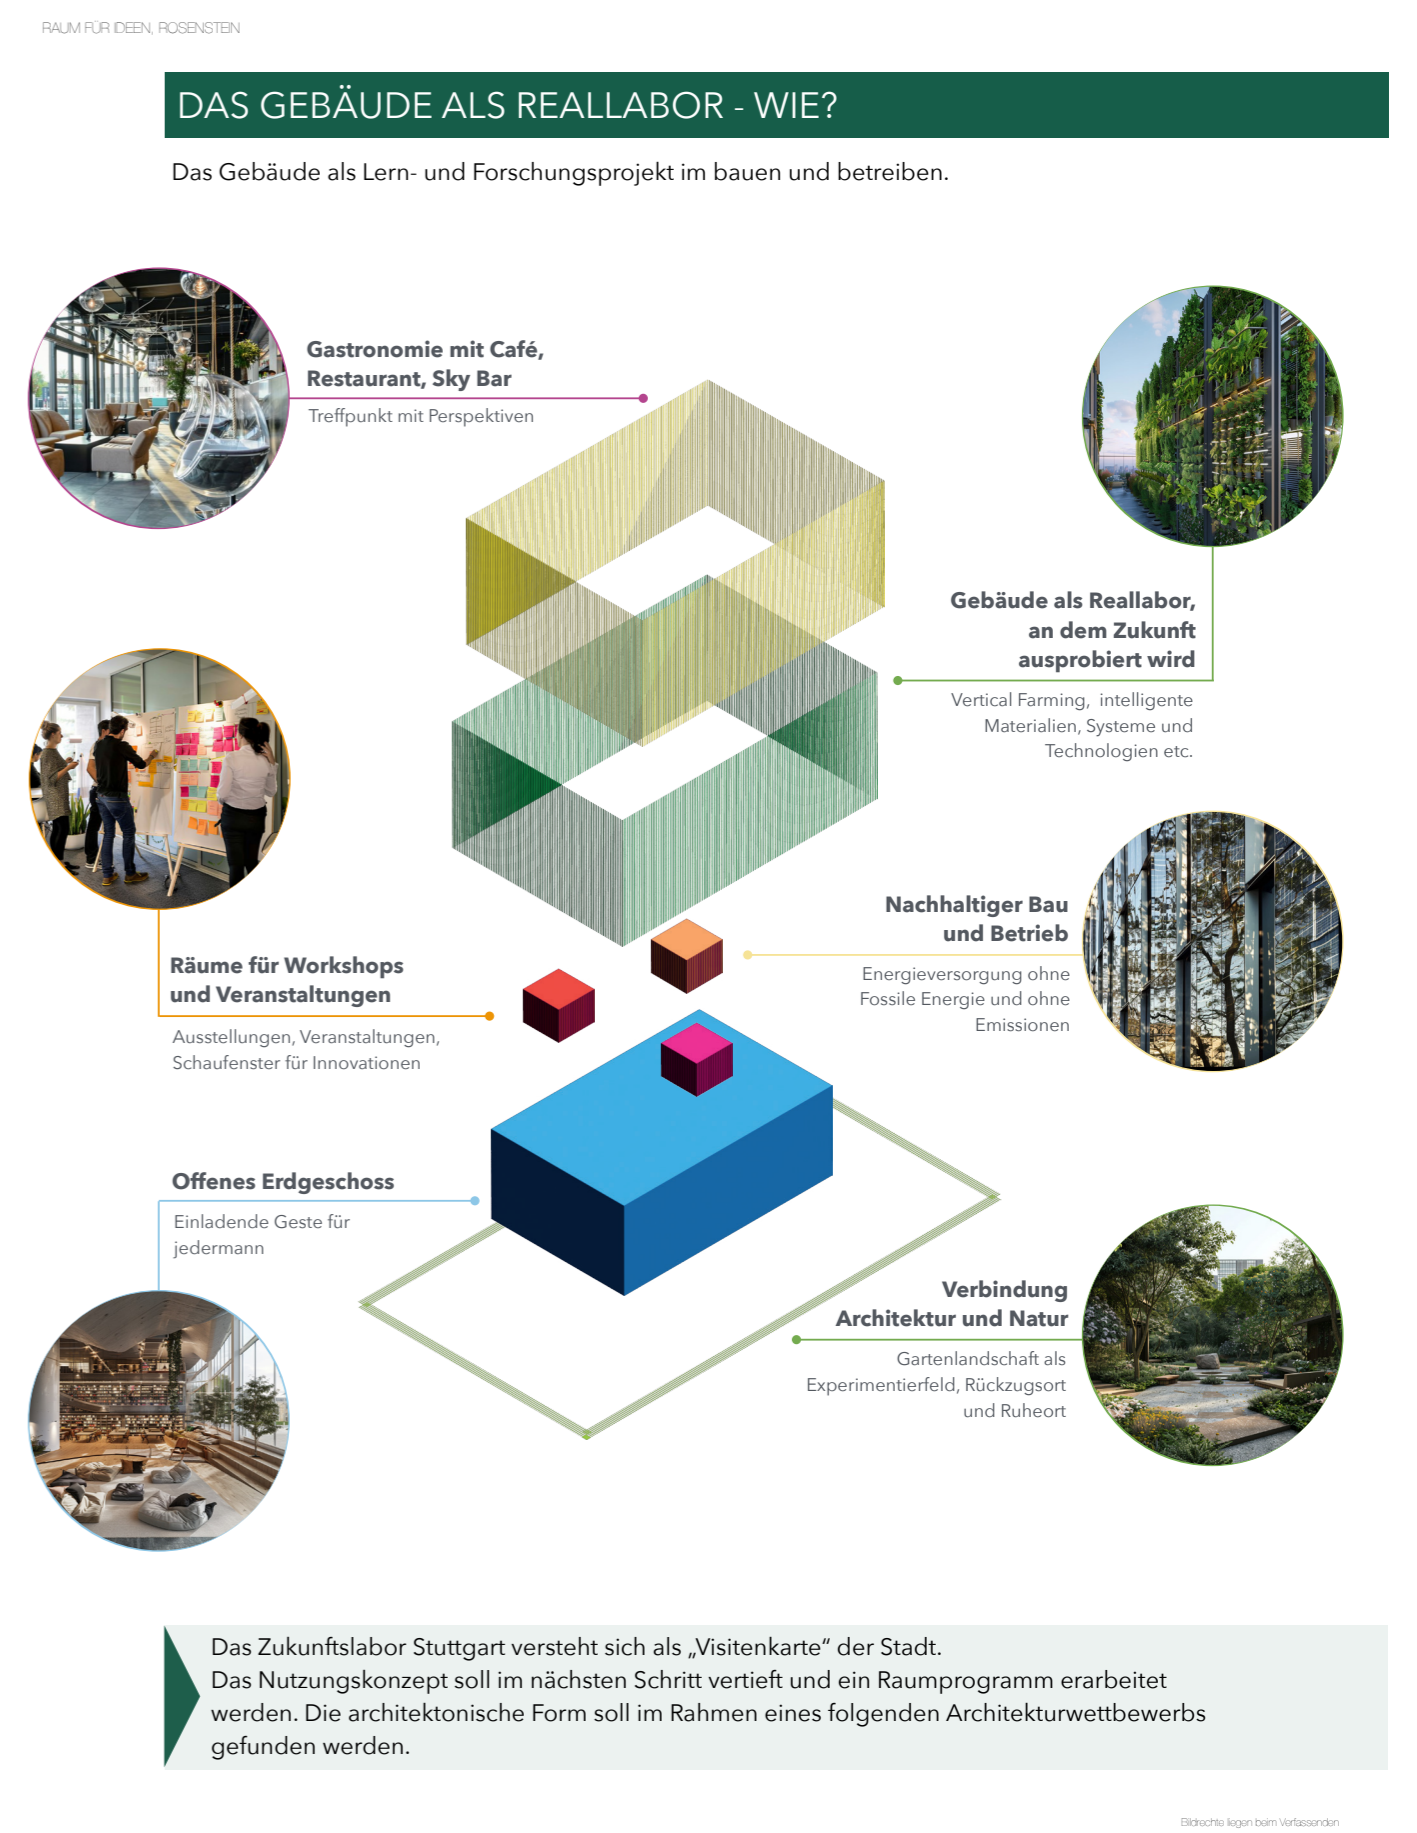 RAUM FÜR IDEEN, ROSENSTEIN
DAS GEBÄUDE ALS REALLABOR - WIE?
Das Gebäude als Lern- und Forschungsprojekt im bauen und betreiben.
Gastronomie mit Café,
Restaurant, Sky Bar
Treffpunkt mit Perspektiven
Gebäude als Reallabor,
an dem Zukunft
ausprobiert wird
Vertical Farming, intelligente
Materialien, Systeme und
Technologien etc.
Räume für Workshops
und Veranstaltungen
Ausstellungen, Veranstaltungen,
Schaufenster für Innovationen
Nachhaltiger Bau
und Betrieb
Energieversorgung ohne
Fossile Energie und ohne
Emissionen
Offenes Erdgeschoss
Einladende Geste für
jedermann
Verbindung
Architektur und Natur
Gartenlandschaft als
Experimentierfeld, Rückzugsort
und Ruheort
Das Zukunftslabor Stuttgart versteht sich als „Visitenkarte“ der Stadt.
Das Nutzungskonzept soll im nächsten Schritt vertieft und ein Raumprogramm erarbeitet
werden. Die architektonische Form soll im Rahmen eines folgenden Architekturwettbewerbs
gefunden werden.
Bildrechte liegen beim Verfassenden